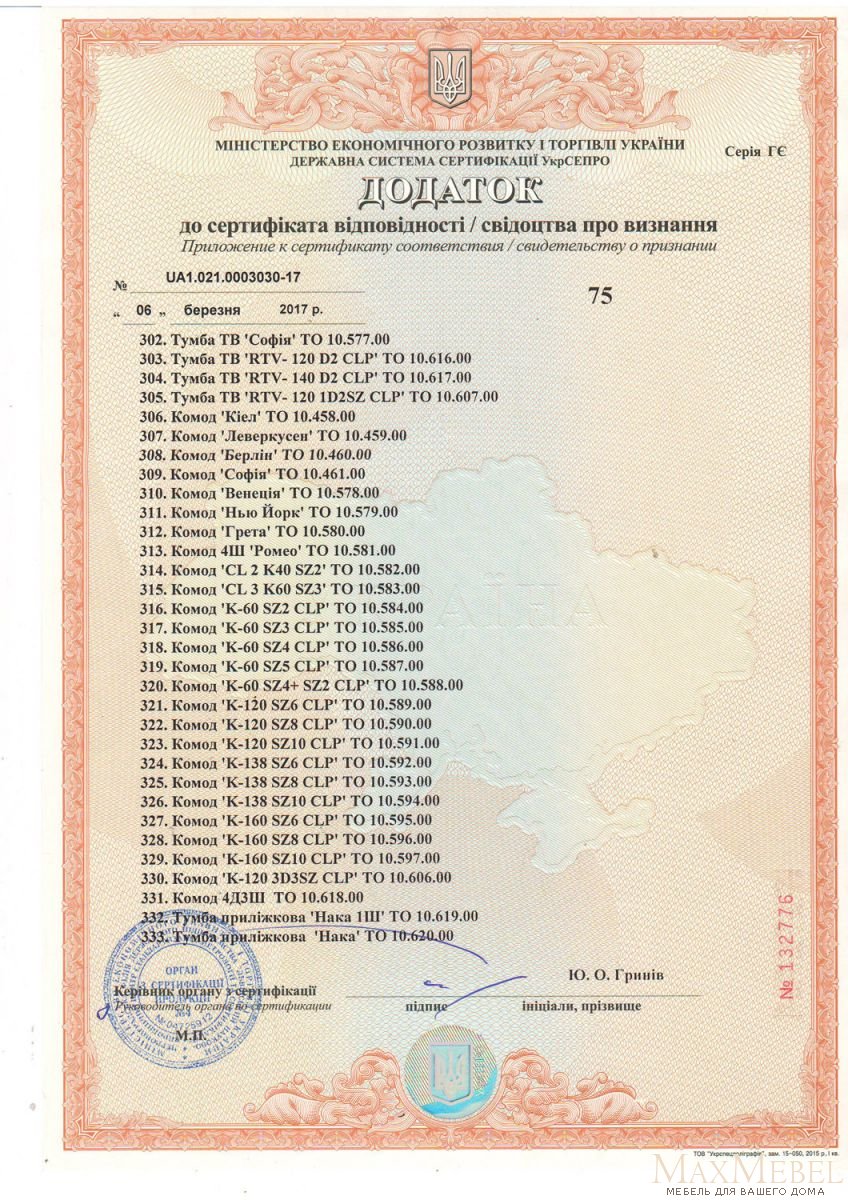 МІНІСТЕРСТВО ЕКОНОМІЧНОГО РОЗВИТКУ І ТОРГІВЛІ УКРАЇНИ
ДЕРЖАВНА СИСТЕМА СЕРТИФІКАЦІЇ УкрСЕПРО
Серія ГЄ
ДОДАТОК
до сертифіката відповідності / свідоцтва про визнання
Приложение к сертификату соответствия / свидетельству о признании
№ UA1.021.0003030-17
75
„ 06 „ березня 2017 р.
302. Тумба ТВ 'Софія' ТО 10.577.00
303. Тумба ТВ 'RTV- 120 D2 CLP' ТО 10.616.00
304. Тумба ТВ 'RTV- 140 D2 CLP' ТО 10.617.00
305. Тумба ТВ 'RTV- 120 1D2SZ CLP' ТО 10.607.00
306. Комод 'Кіел' ТО 10.458.00
307. Комод 'Леверкусен' ТО 10.459.00
308. Комод 'Берлін' ТО 10.460.00
309. Комод 'Софія' ТО 10.461.00
310. Комод 'Венеція' ТО 10.578.00
311. Комод 'Нью Йорк' ТО 10.579.00
312. Комод 'Грета' ТО 10.580.00
313. Комод 4Ш 'Ромео' ТО 10.581.00
314. Комод 'CL 2 K40 SZ2' ТО 10.582.00
315. Комод 'CL 3 K60 SZ3' ТО 10.583.00
316. Комод 'K-60 SZ2 CLP' ТО 10.584.00
317. Комод 'K-60 SZ3 CLP' ТО 10.585.00
318. Комод 'K-60 SZ4 CLP' ТО 10.586.00
319. Комод 'K-60 SZ5 CLP' ТО 10.587.00
320. Комод 'K-60 SZ4+ SZ2 CLP' ТО 10.588.00
321. Комод 'K-120 SZ6 CLP' ТО 10.589.00
322. Комод 'K-120 SZ8 CLP' ТО 10.590.00
323. Комод 'K-120 SZ10 CLP' ТО 10.591.00
324. Комод 'K-138 SZ6 CLP' ТО 10.592.00
325. Комод 'K-138 SZ8 CLP' ТО 10.593.00
326. Комод 'K-138 SZ10 CLP' ТО 10.594.00
327. Комод 'K-160 SZ6 CLP' ТО 10.595.00
328. Комод 'K-160 SZ8 CLP' ТО 10.596.00
329. Комод 'K-160 SZ10 CLP' ТО 10.597.00
330. Комод 'K-120 3D3SZ CLP' ТО 10.606.00
331. Комод 4Д3Ш ТО 10.618.00
332. Тумба приліжкова 'Нака 1Ш' ТО 10.619.00
333. Тумба приліжкова 'Нака' ТО 10.620.00
№ 132776
ОРГАН
З СЕРТИФІКАЦІЇ
ПРОДУКЦІЇ
Ю. О. Гринів
Керівник органу з сертифікації
Руководитель органа по сертификации
підпис
ініціали, прізвище
М.П.
ТОВ "Укрспецполіграфія", зам. 15-050, 2015 р., I кв.
MAXMEBEL
МЕБЕЛЬ ДЛЯ ВАШЕГО ДОМА